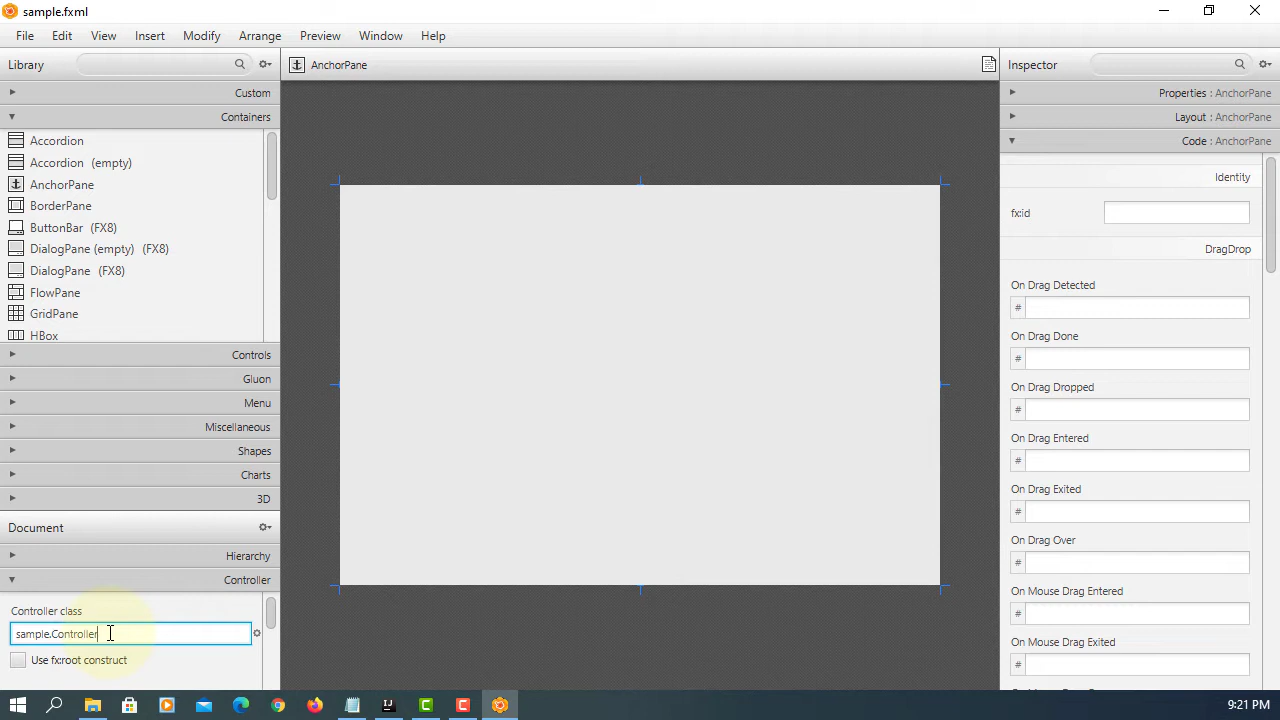 sample.fxml
File Edit View Insert Modify Arrange Preview Window Help
Library
Custom
Containers
Accordion
Accordion (empty)
AnchorPane
BorderPane
ButtonBar (FX8)
DialogPane (empty) (FX8)
DialogPane (FX8)
FlowPane
GridPane
HBox
Controls
Gluon
Menu
Miscellaneous
Shapes
Charts
3D
Document
Hierarchy
Controller
Controller class
sample.Controller
Use fx:root construct
AnchorPane
Inspector
Properties : AnchorPane
Layout : AnchorPane
Code : AnchorPane
Identity
fx:id
DragDrop
On Drag Detected
#
On Drag Done
#
On Drag Dropped
#
On Drag Entered
#
On Drag Exited
#
On Drag Over
#
On Mouse Drag Entered
#
On Mouse Drag Exited
#
9:21 PM